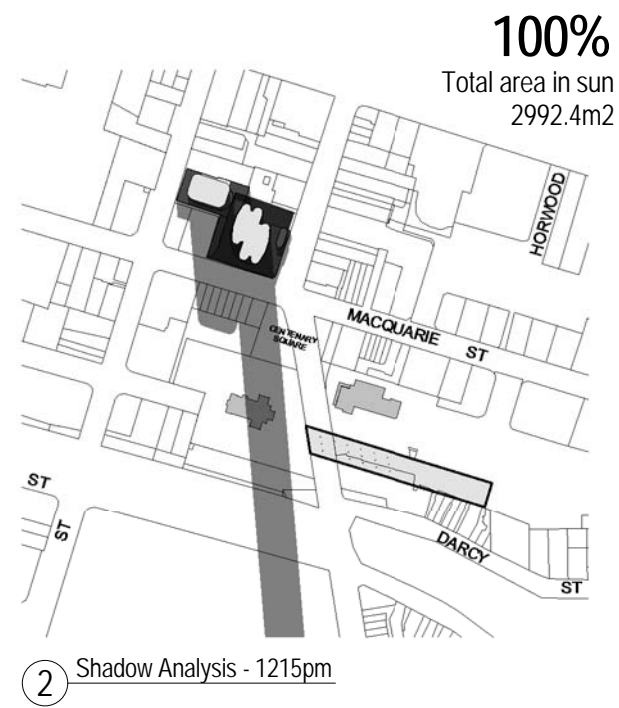 100%
Total area in sun
2992.4m2
HORWOOD
MACQUARIE ST
CENTENARY
SQUARE
ST
ST
DARCY
ST
2
Shadow Analysis - 1215pm